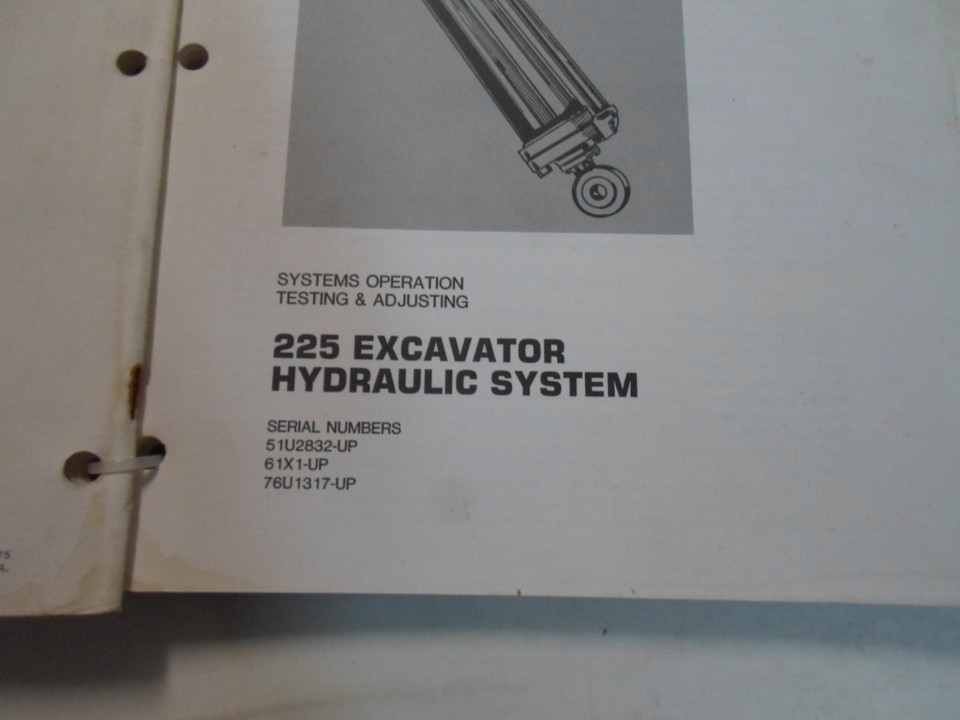 SYSTEMS OPERATION
TESTING & ADJUSTING
225 EXCAVATOR
HYDRAULIC SYSTEM
SERIAL NUMBERS
51U2832-UP
61X1-UP
76U1317-UP